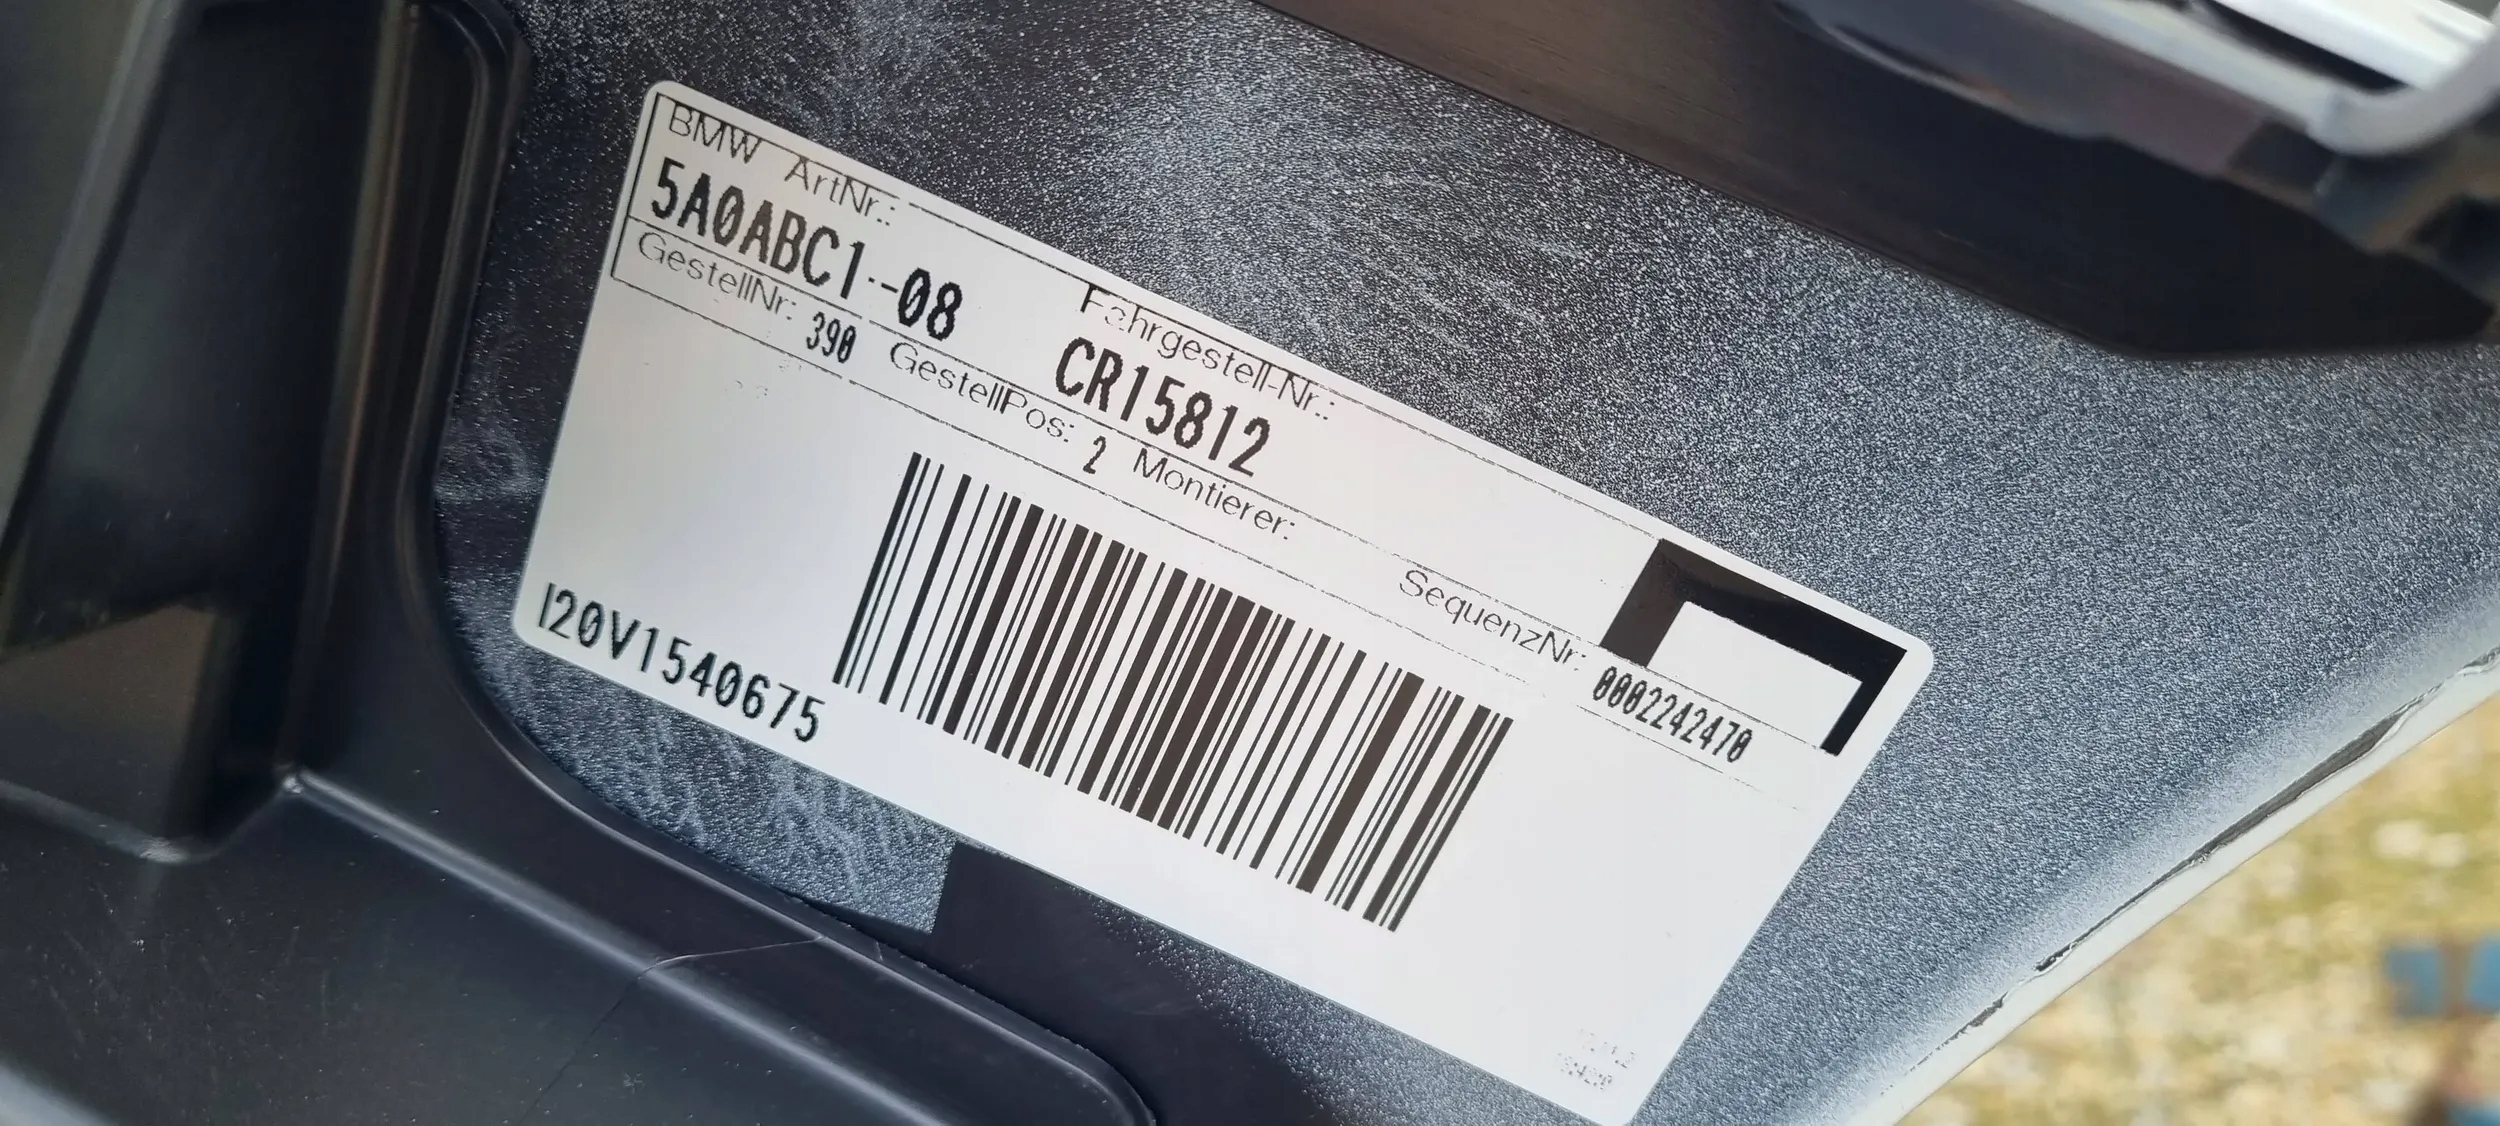 BMW ArtNr.: Fahrgestell-Nr.:
5A0ABC1--08 CR15812
GestellNr: 390 GestellPos: 2 Montierer: SequenzNr: 0002242470
I20V1540675